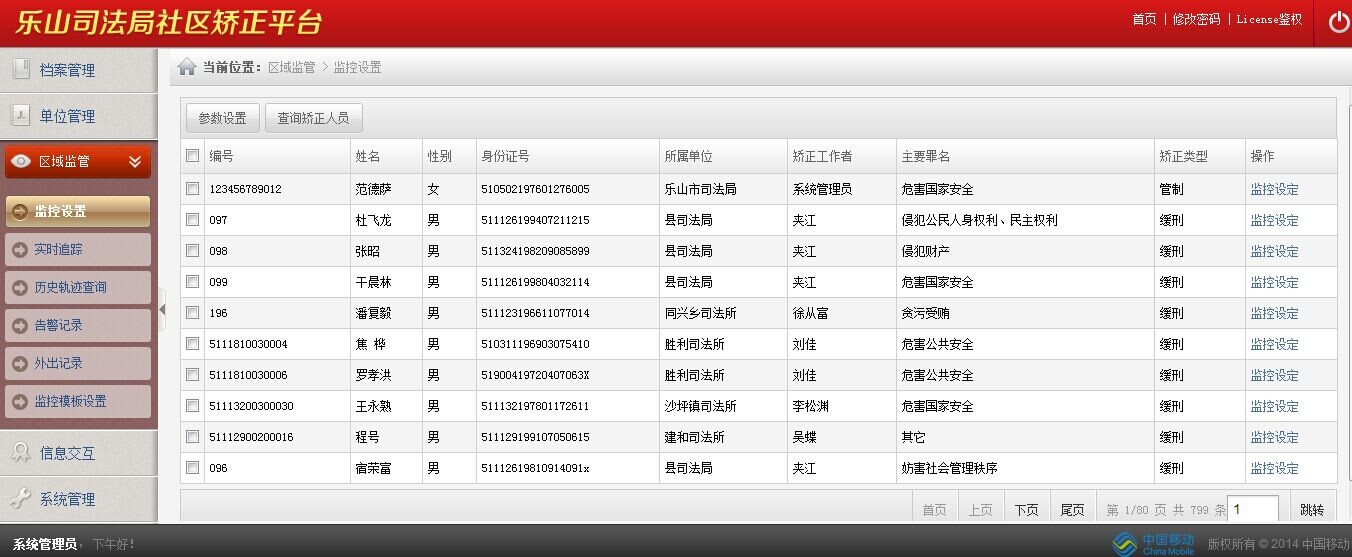 乐山司法局社区矫正平台
首页 | 修改密码 | License鉴权
档案管理
单位管理
区域监管
监控设置
实时追踪
历史轨迹查询
告警记录
外出记录
监控模板设置
信息交互
系统管理
当前位置： 区域监管 > 监控设置
参数设置 查询矫正人员
编号 姓名 性别 身份证号 所属单位 矫正工作者 主要罪名 矫正类型 操作
123456789012 范德萨 女 510502197601276005 乐山市司法局 系统管理员 危害国家安全 管制 监控设定
097 杜飞龙 男 511126199407211215 县司法局 夹江 侵犯公民人身权利、民主权利 缓刑 监控设定
098 张昭 男 511324198209085899 县司法局 夹江 侵犯财产 缓刑 监控设定
099 干晨林 男 511126199804032114 县司法局 夹江 危害国家安全 缓刑 监控设定
196 潘复毅 男 511123196611077014 同兴乡司法所 徐从富 贪污受贿 缓刑 监控设定
5111810030004 焦 桦 男 510311196903075410 胜利司法所 刘佳 危害公共安全 缓刑 监控设定
5111810030006 罗孝洪 男 51900419720407063X 胜利司法所 刘佳 危害公共安全 缓刑 监控设定
51113200300030 王永熟 男 511132197801172611 沙坪镇司法所 李松渊 危害国家安全 缓刑 监控设定
51112900200016 程号 男 511129199107050615 建和司法所 吴蝶 其它 缓刑 监控设定
096 宿荣富 男 51112619810914091x 县司法局 夹江 妨害社会管理秩序 缓刑 监控设定
首页 上页 下页 尾页 第 1/80 页 共 799 条 1 跳转
系统管理员，下午好！
中国移动 China Mobile 版权所有 © 2014 中国移动